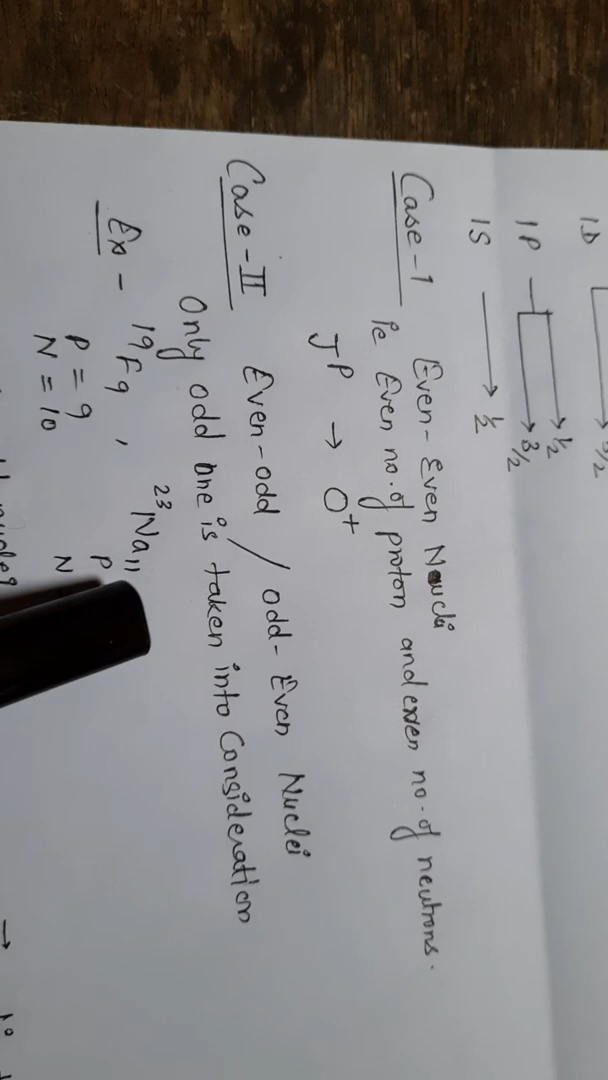 1D
1P
1/2
3/2
1S → 1/2
Case-1 Even-Even Neucli
ie Even no. of proton and even no. of neutrons.
J^P → 0^+
Case-II Even-odd / odd-Even Nuclei
Only odd one is taken into Consideration
Ex - 19F9, 23Na11
P = 9 P
N = 10 N